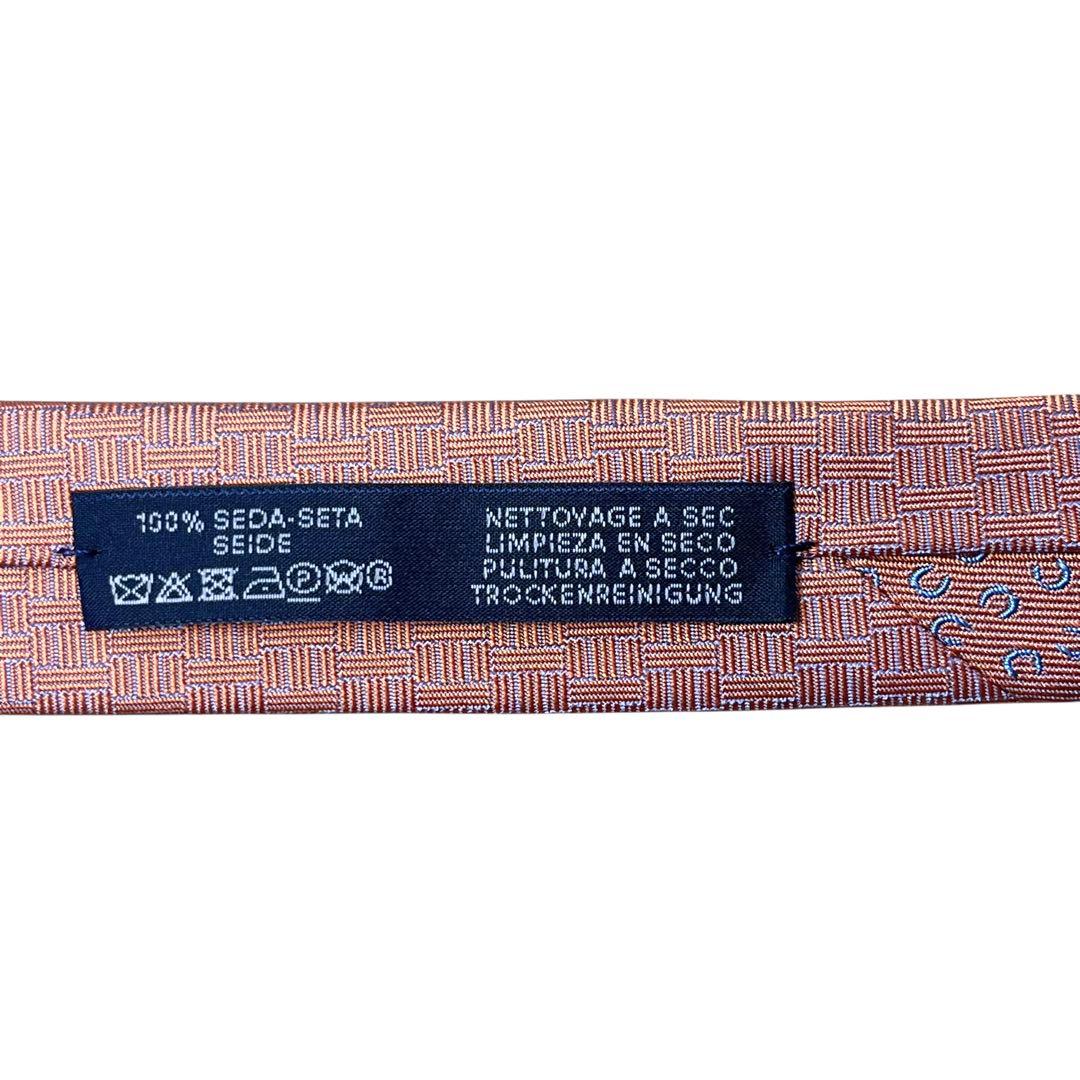 100% SEDA-SETA
SEIDE
P W R
NETTOYAGE A SEC
LIMPIEZA EN SECO
PULITURA A SECCO
TROCKENREINIGUNG